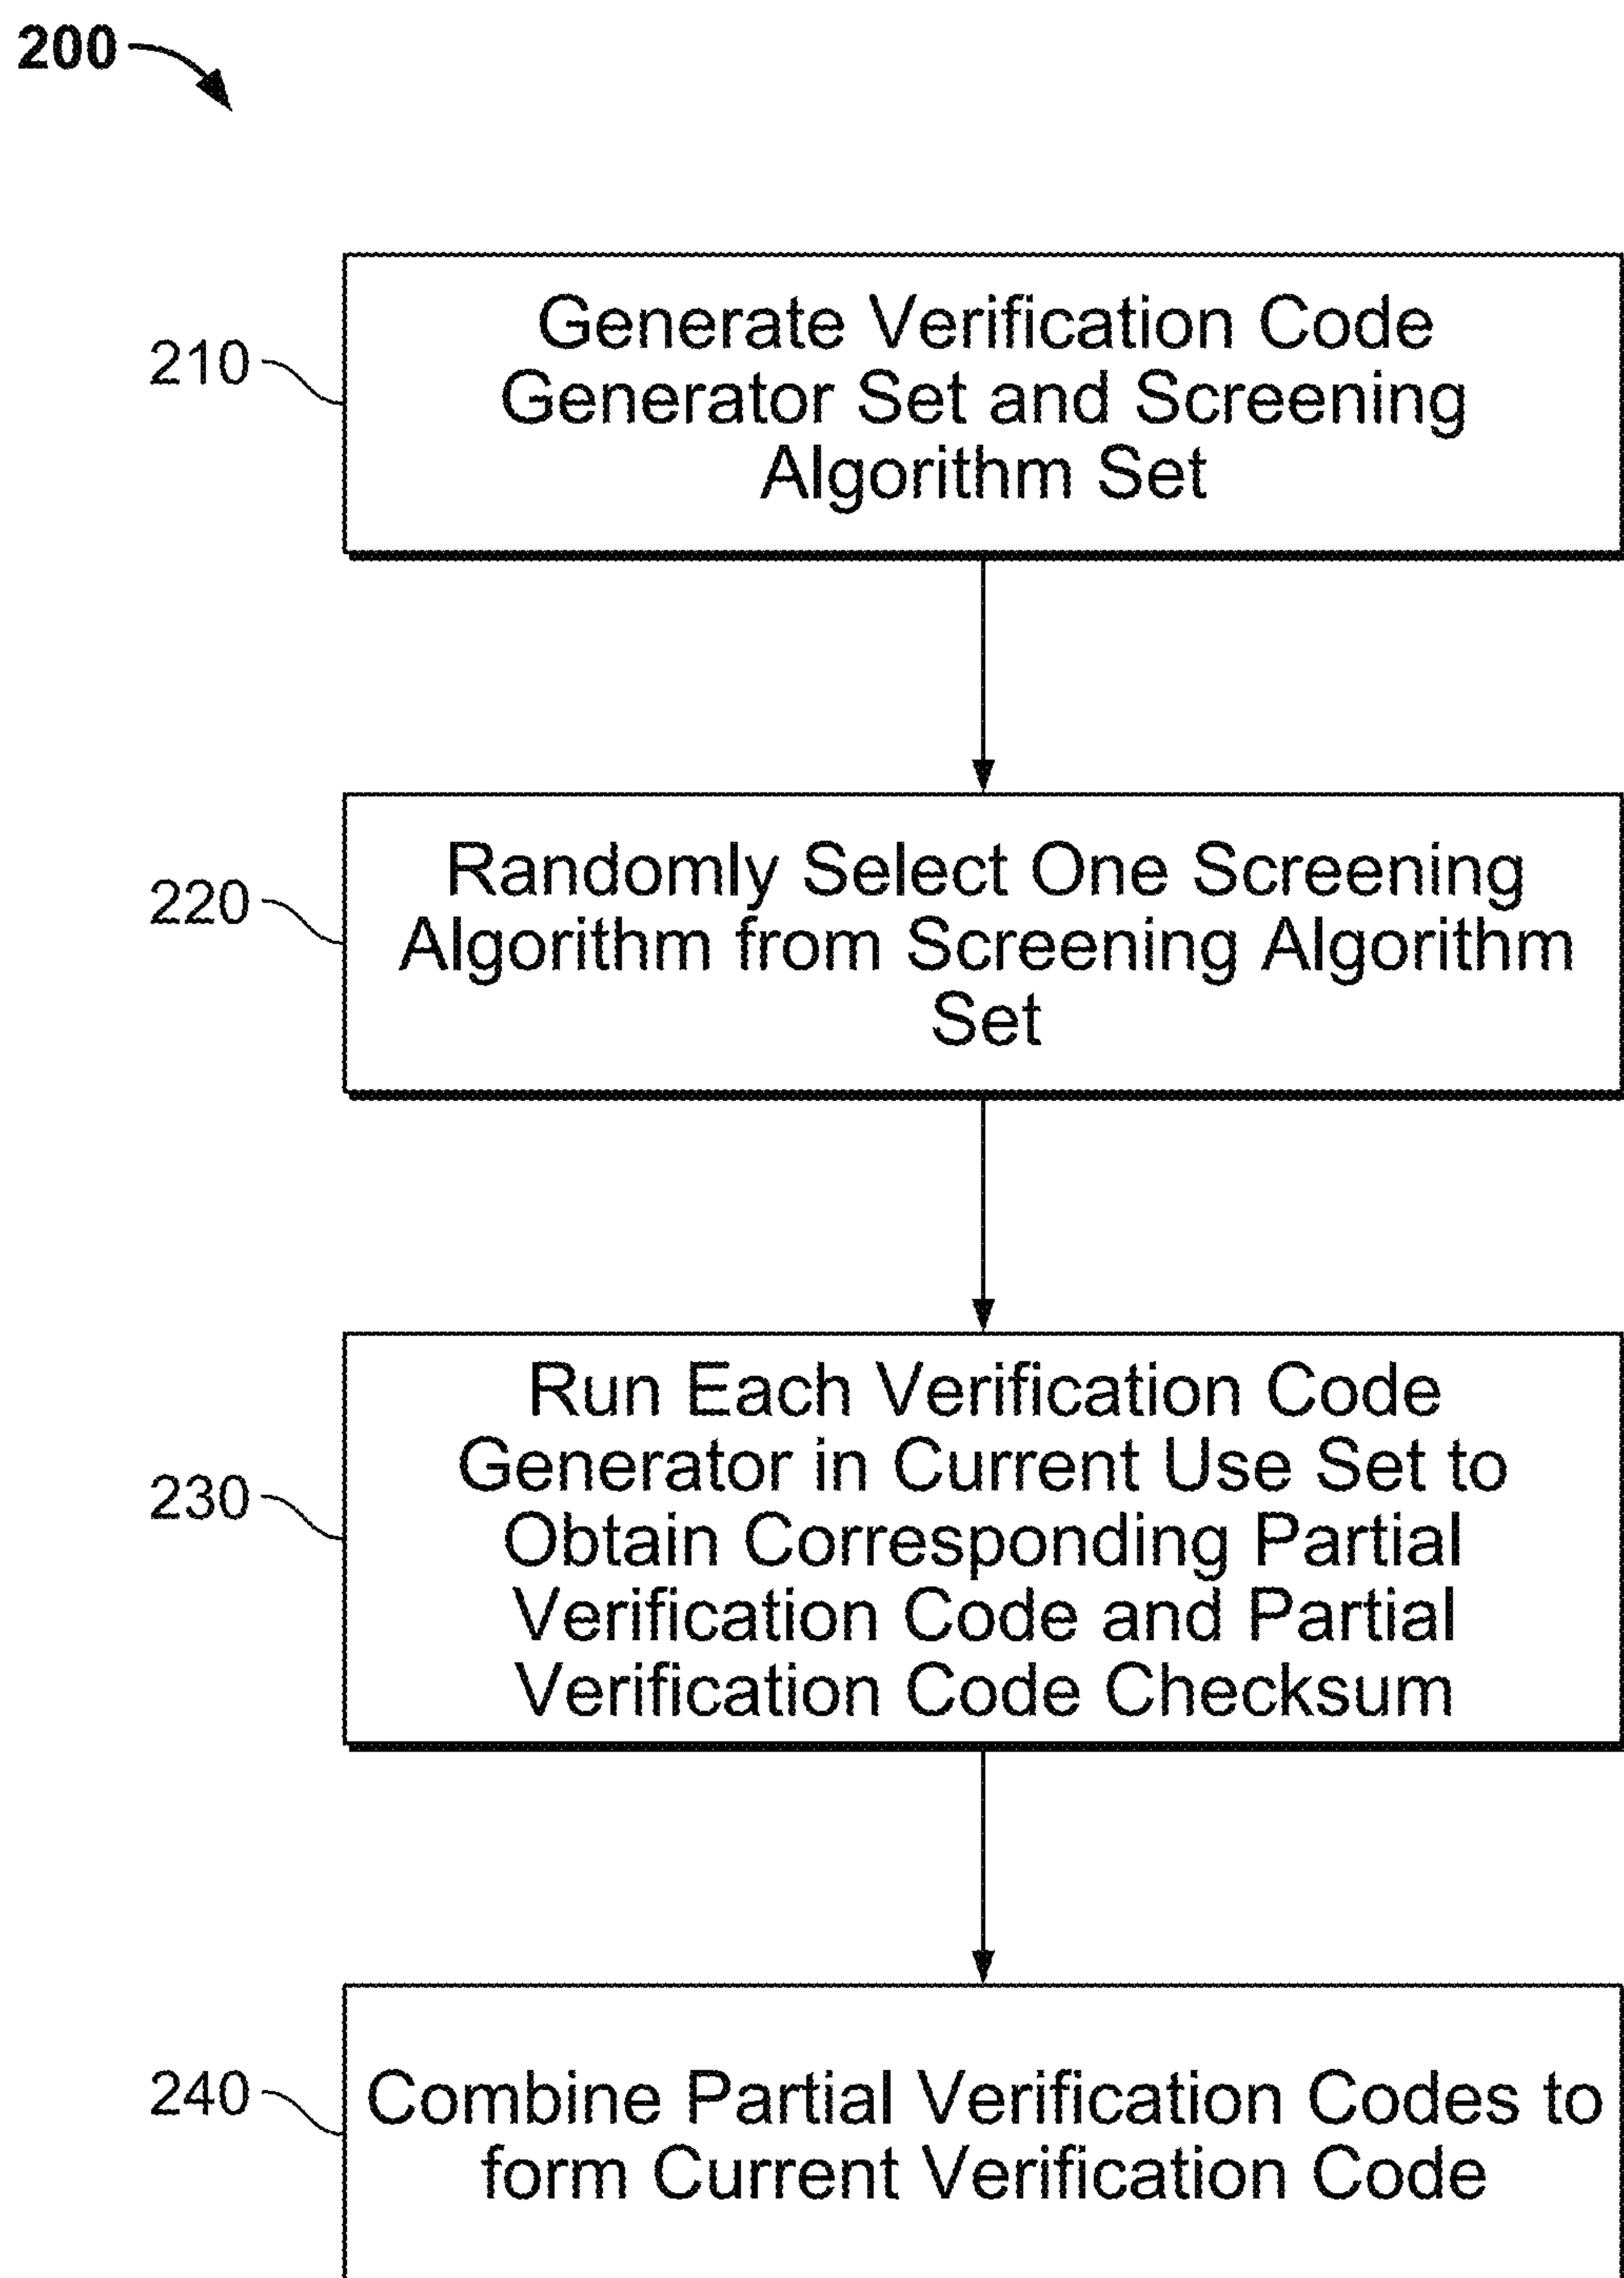 200
210
Generate Verification Code
Generator Set and Screening
Algorithm Set
220
Randomly Select One Screening
Algorithm from Screening Algorithm
Set
230
Run Each Verification Code
Generator in Current Use Set to
Obtain Corresponding Partial
Verification Code and Partial
Verification Code Checksum
240
Combine Partial Verification Codes to
form Current Verification Code